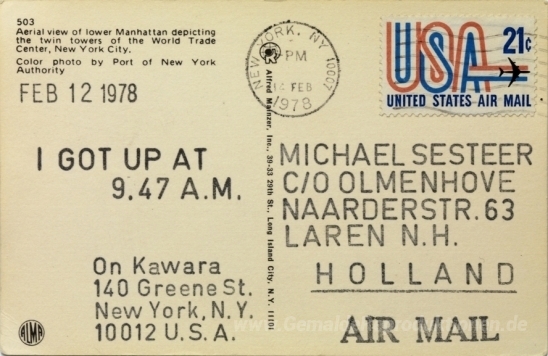 503
Aerial view of lower Manhattan depicting
the twin towers of the World Trade
Center, New York City.
Color photo by Port of New York
Authority
FEB 12 1978
I GOT UP AT
9.47 A.M.
On Kawara
140 Greene St.
New York, N.Y.
10012 U.S.A.
ALMA
Alfred Mainzer, Inc., 39-33 29th St., Long Island City, N.Y. 11101
NEW YORK, NY 10007
PM
14 FEB
1978
USA 21¢
UNITED STATES AIR MAIL
MICHAEL SESTEER
C/O OLMENHOVE
NAARDERSTR. 63
LAREN N.H.
HOLLAND
AIR MAIL